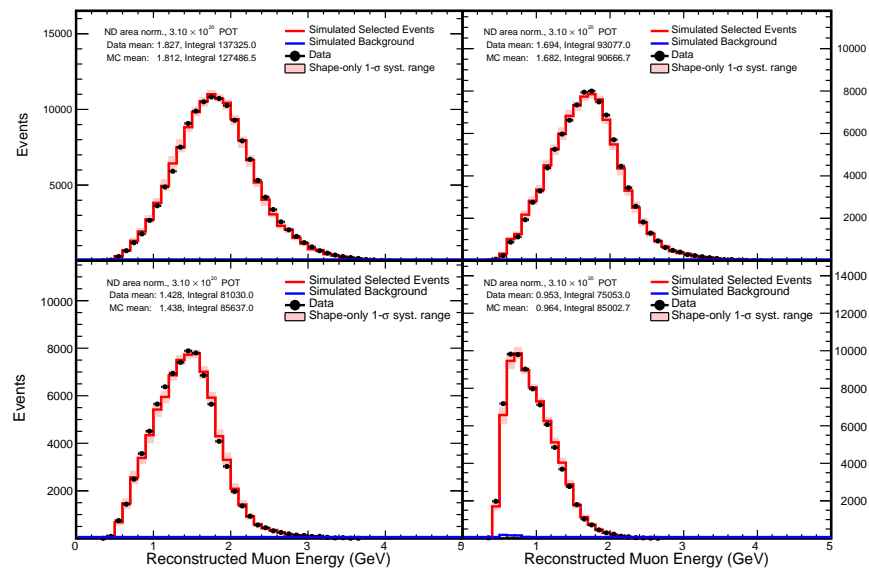 ND area norm., 3.10 × 10²⁰ POT
Data mean: 1.827, Integral 137325.0
MC mean: 1.812, Integral 127486.5
Simulated Selected Events
Simulated Background
Data
Shape-only 1-σ syst. range
15000
10000
5000
Events
ND area norm., 3.10 × 10²⁰ POT
Data mean: 1.694, Integral 93077.0
MC mean: 1.682, Integral 90666.7
Simulated Selected Events
Simulated Background
Data
Shape-only 1-σ syst. range
10000
8000
6000
4000
2000
ND area norm., 3.10 × 10²⁰ POT
Data mean: 1.428, Integral 81030.0
MC mean: 1.438, Integral 85637.0
Simulated Selected Events
Simulated Background
Data
Shape-only 1-σ syst. range
10000
8000
6000
4000
2000
Events
0 1 2 3 4
Reconstructed Muon Energy (GeV)
ND area norm., 3.10 × 10²⁰ POT
Data mean: 0.953, Integral 75053.0
MC mean: 0.964, Integral 85002.7
Simulated Selected Events
Simulated Background
Data
Shape-only 1-σ syst. range
14000
12000
10000
8000
6000
4000
2000
1 2 3 4 5
Reconstructed Muon Energy (GeV)